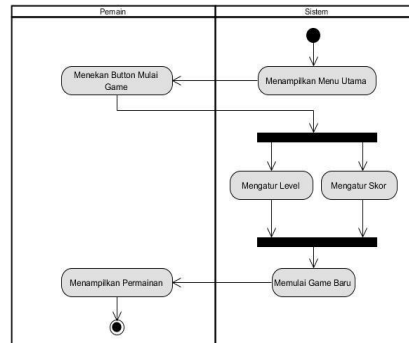 Pemain
Sistem
Menekan Button Mulai
Game
Menampilkan Menu Utama
Mengatur Level
Mengatur Skor
Menampilkan Permainan
Memulai Game Baru